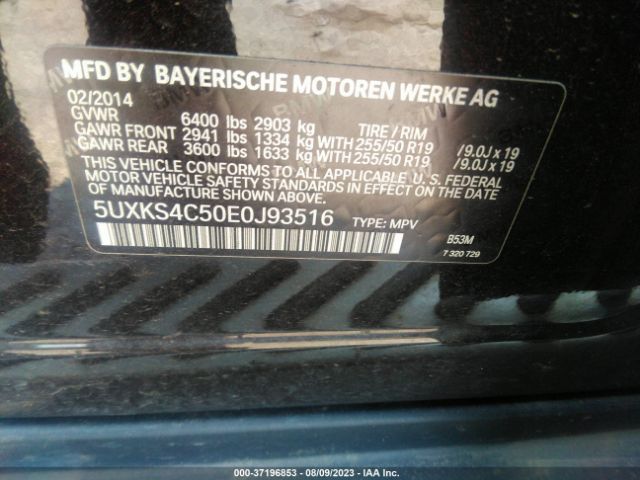 MFD BY BAYERISCHE MOTOREN WERKE AG
02/2014
GVWR 6400 lbs 2903 kg TIRE / RIM
GAWR FRONT 2941 lbs 1334 kg WITH 255/50 R19 /9.0J x 19
GAWR REAR 3600 lbs 1633 kg WITH 255/50 R19 /9.0J x 19
THIS VEHICLE CONFORMS TO ALL APPLICABLE U.S. FEDERAL
MOTOR VEHICLE SAFETY STANDARDS IN EFFECT ON THE DATE
OF MANUFACTURE SHOWN ABOVE.
5UXKS4C50E0J93516 TYPE: MPV
B53M
7 320 729
000-37196853 - 08/09/2023 - IAA Inc.